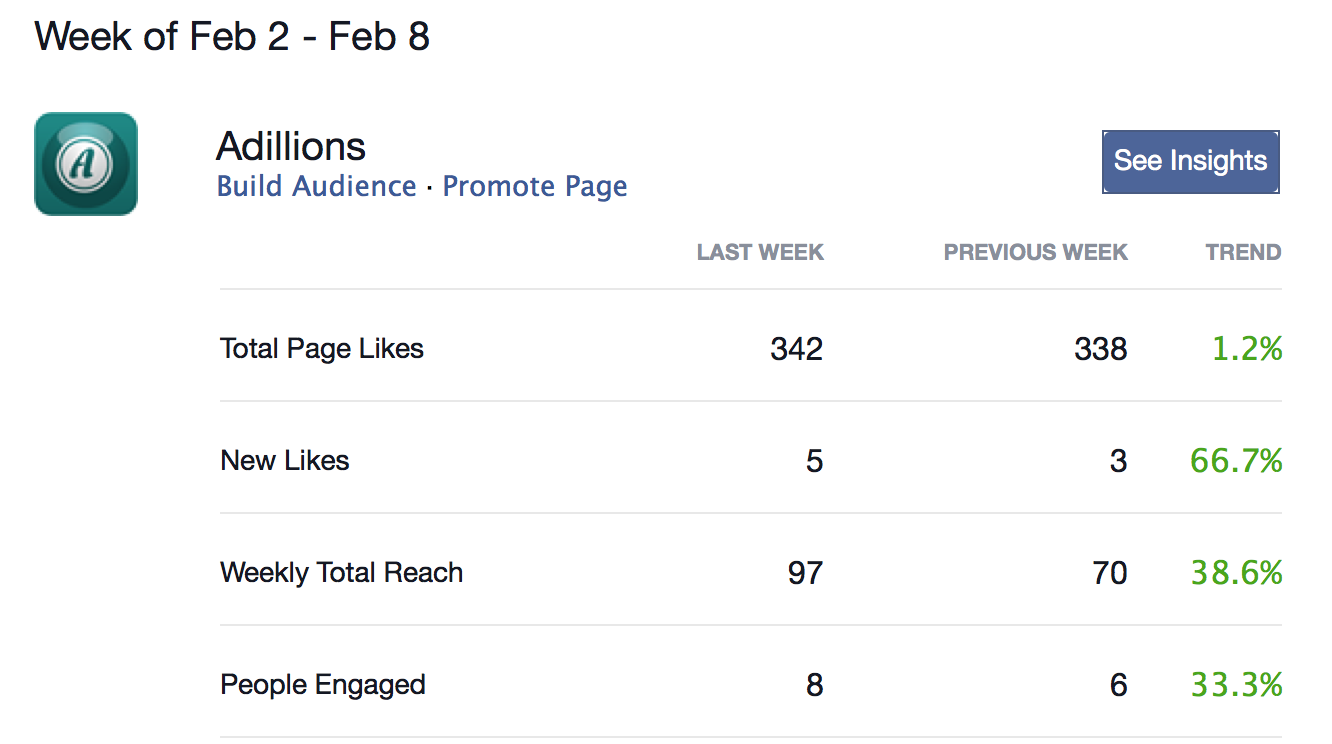 Week of Feb 2 - Feb 8
A
Adillions
Build Audience · Promote Page
See Insights
LAST WEEK PREVIOUS WEEK TREND
Total Page Likes 342 338 1.2%
New Likes 5 3 66.7%
Weekly Total Reach 97 70 38.6%
People Engaged 8 6 33.3%